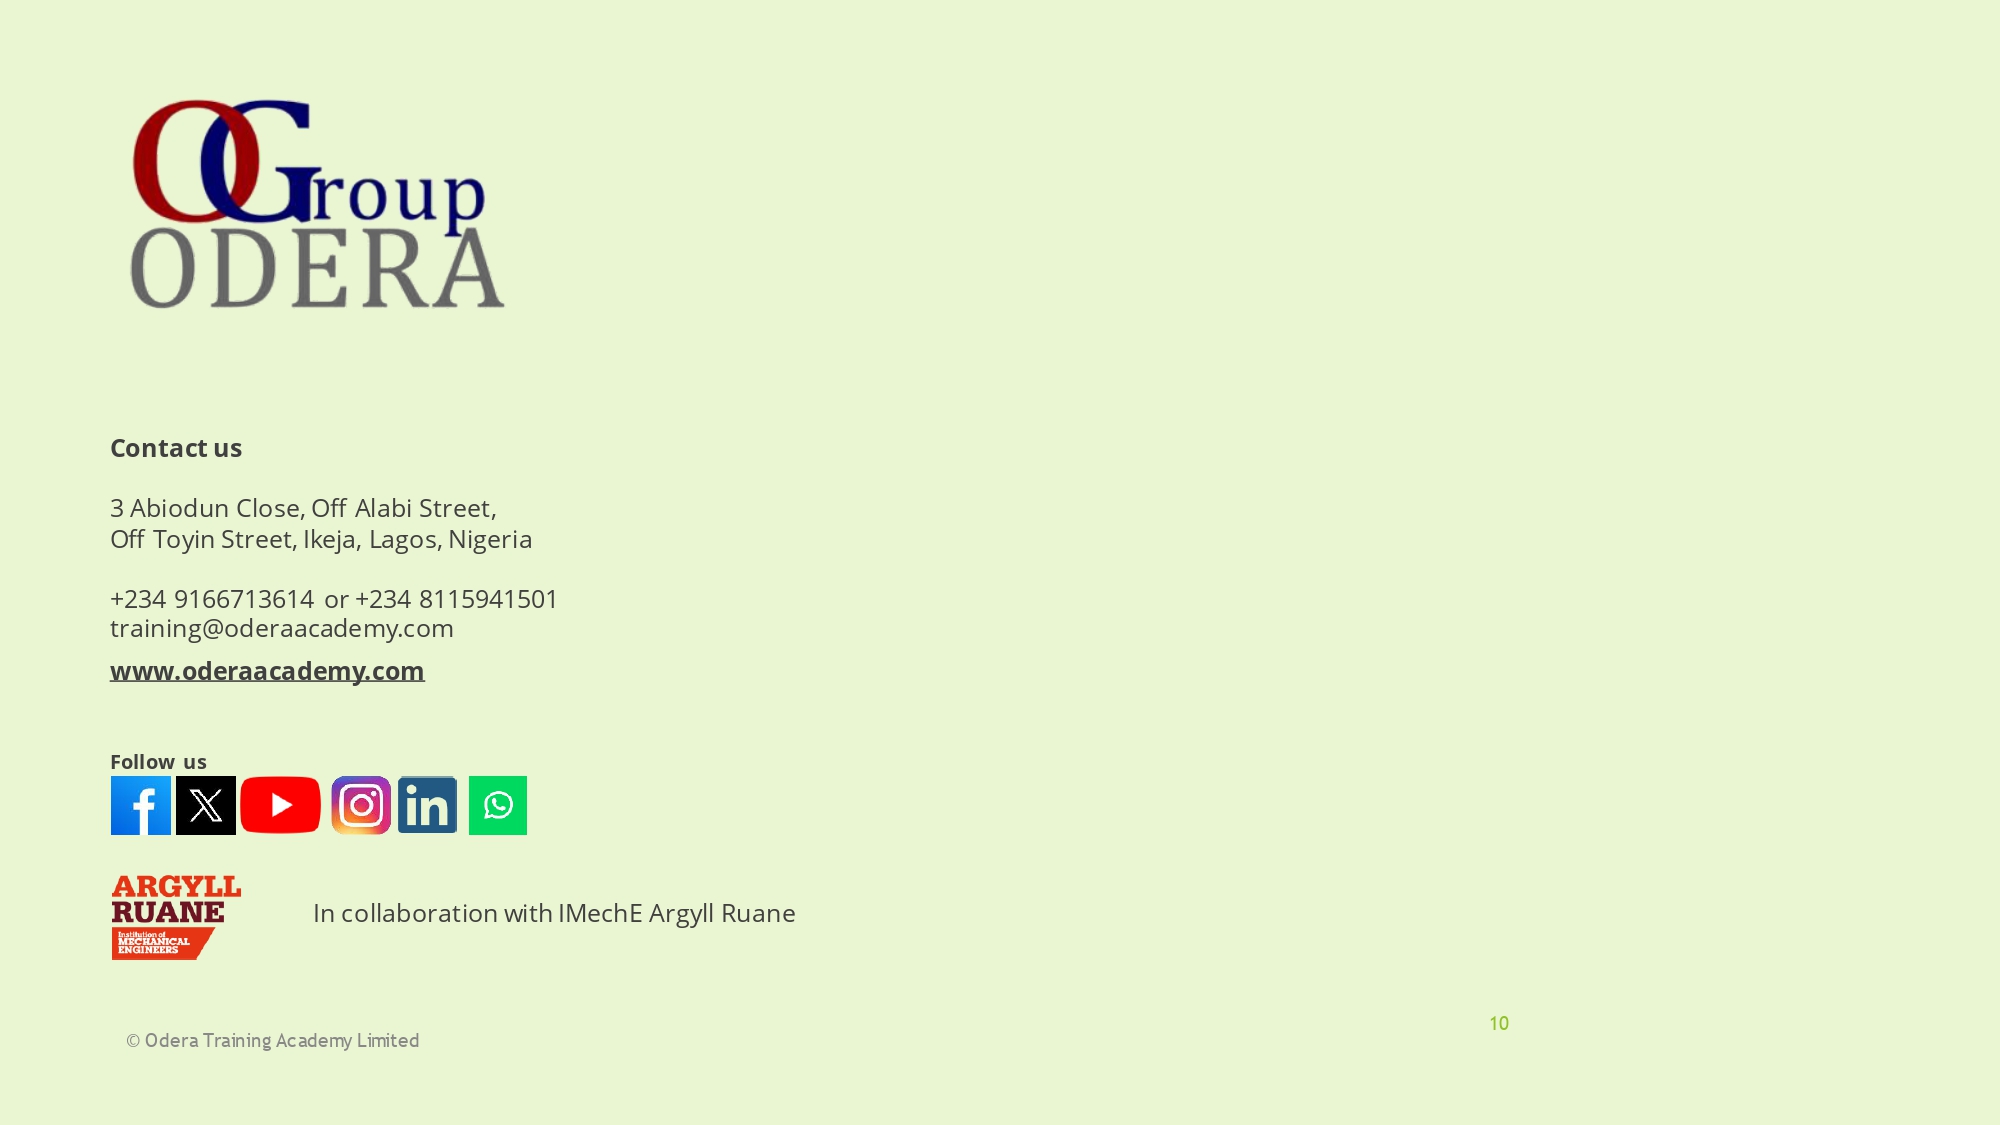 OGroup
ODERA
Contact us
3 Abiodun Close, Off Alabi Street,
Off Toyin Street, Ikeja, Lagos, Nigeria
+234 9166713614 or +234 8115941501
training@oderaacademy.com
www.oderaacademy.com
Follow us
ARGYLL
RUANE
Institution of
MECHANICAL
ENGINEERS
In collaboration with IMechE Argyll Ruane
10
© Odera Training Academy Limited